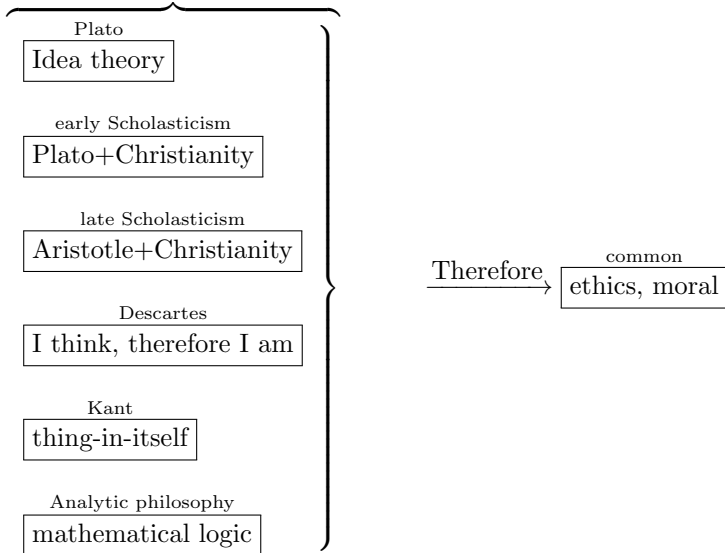 Plato
Idea theory
early Scholasticism
Plato+Christianity
late Scholasticism
Aristotle+Christianity
Descartes
I think, therefore I am
Kant
thing-in-itself
Analytic philosophy
mathematical logic
Therefore
common
ethics, moral